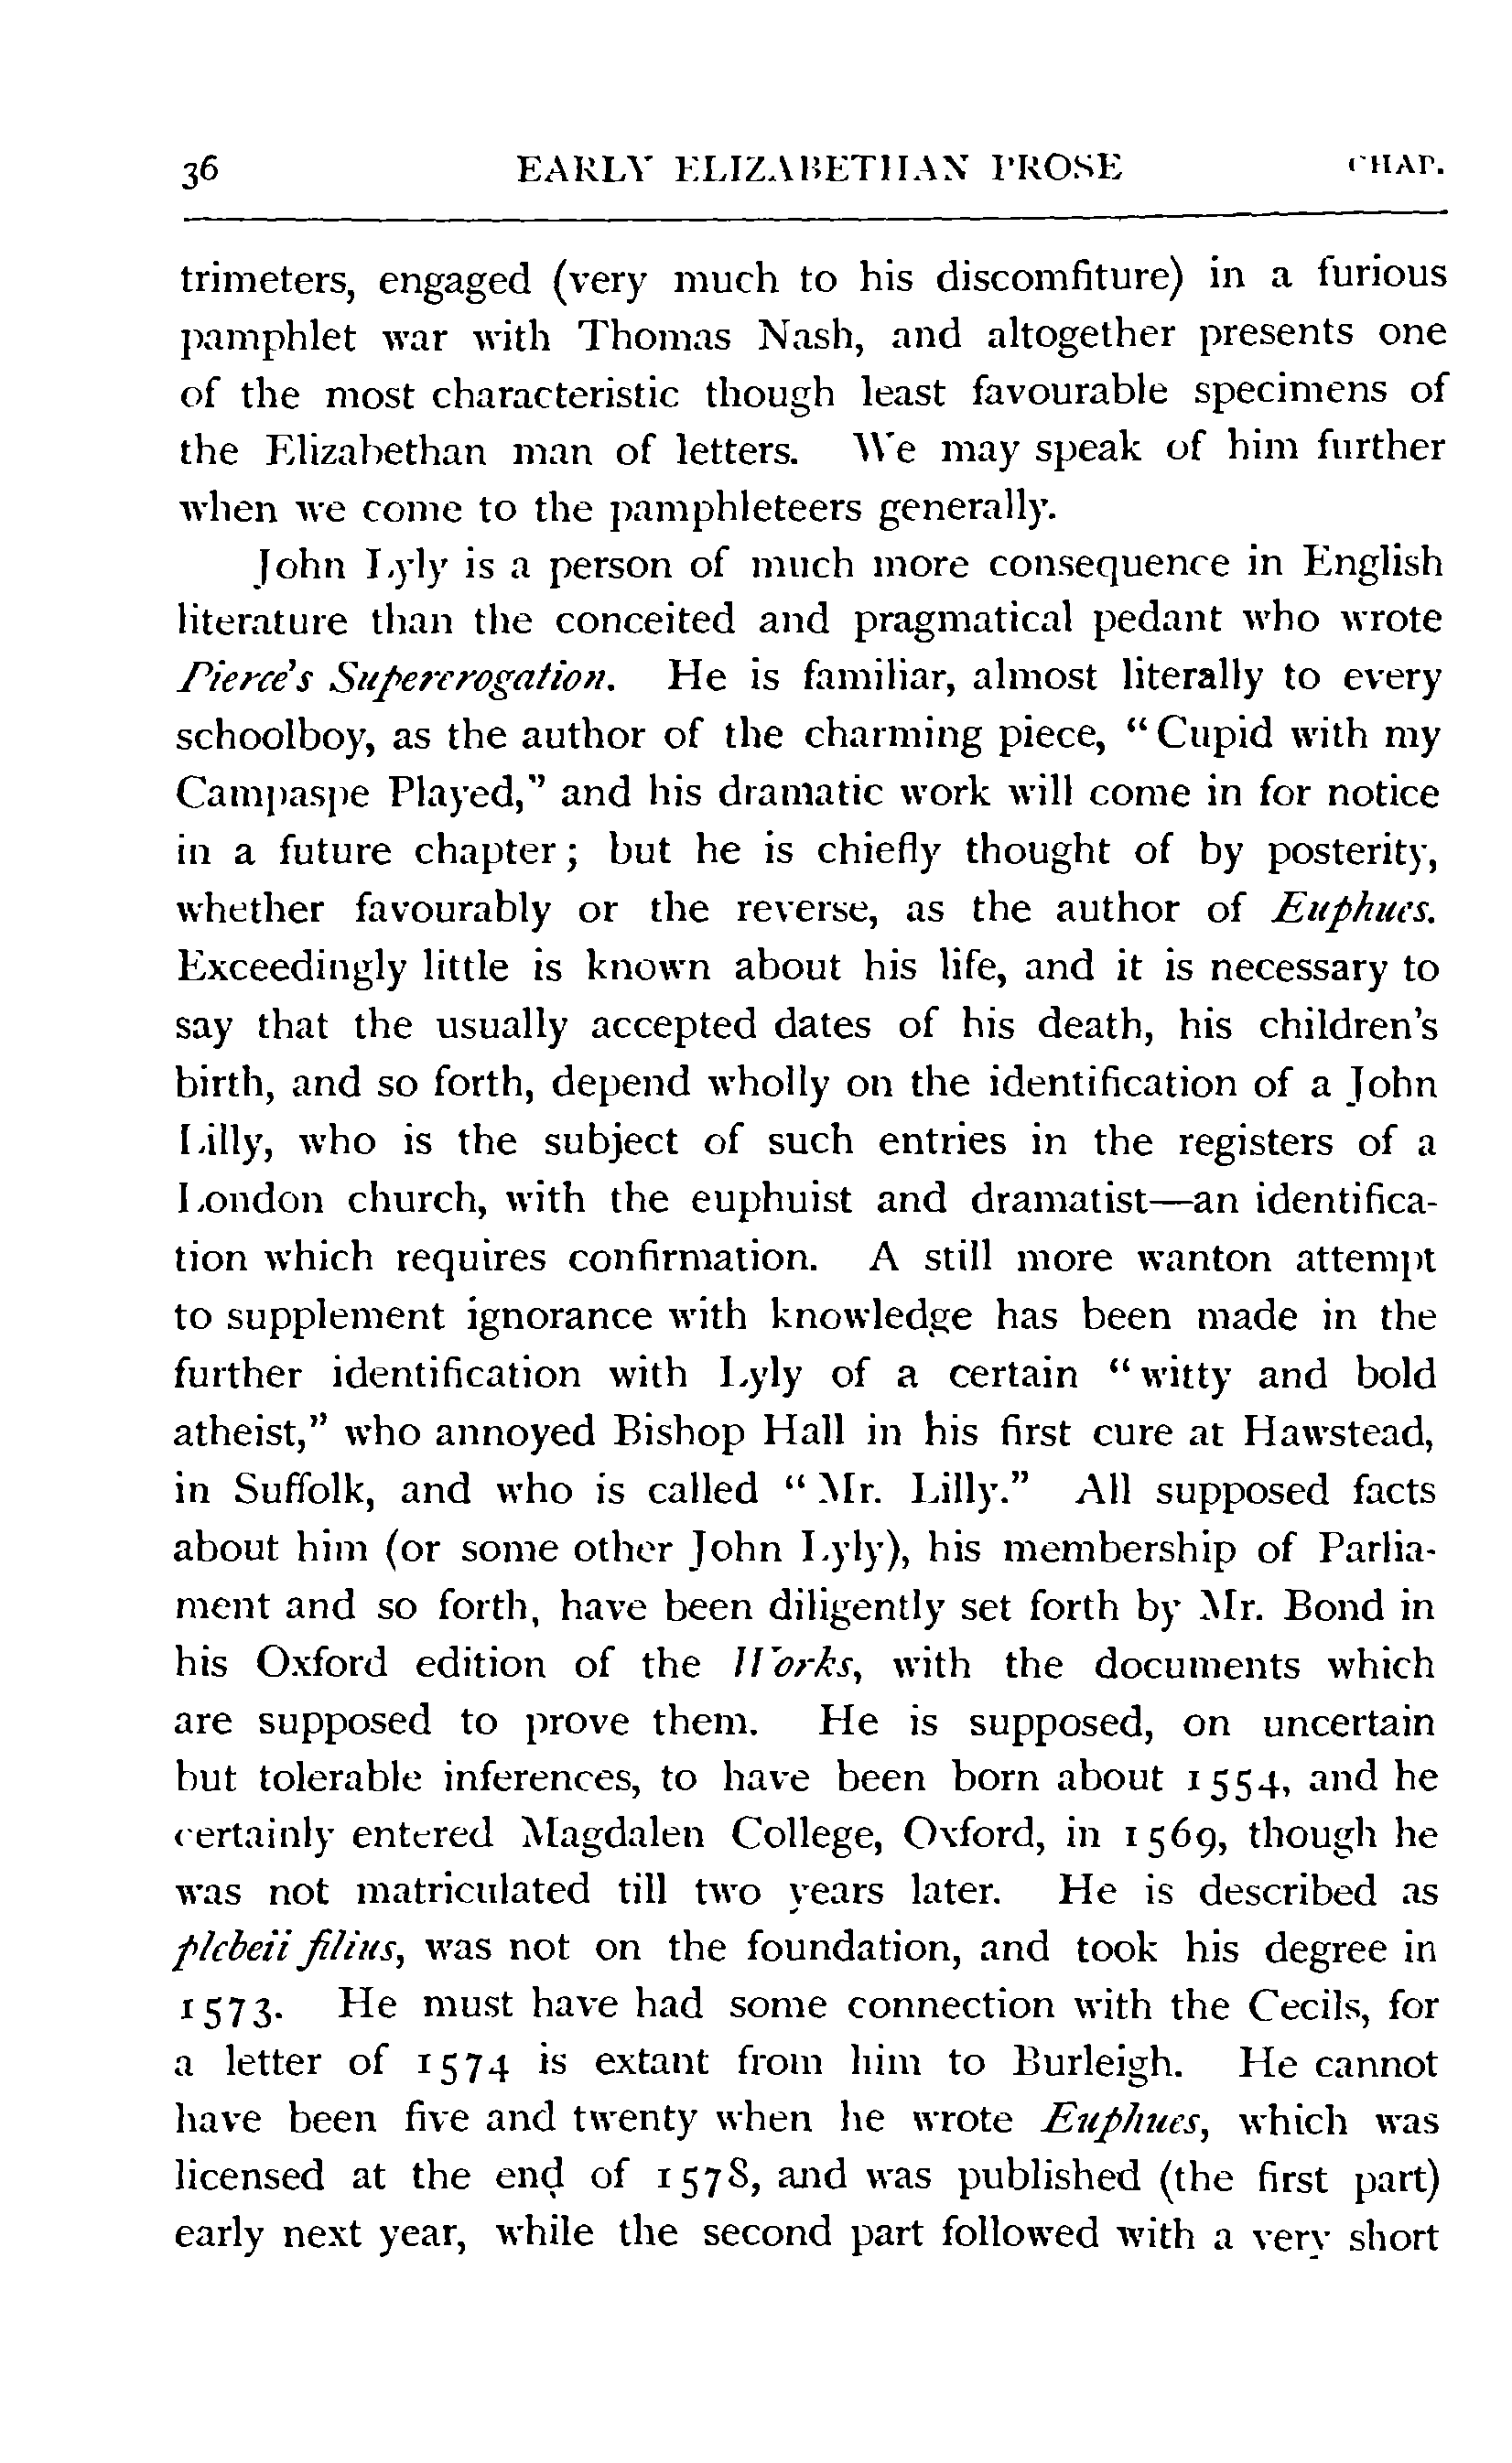 36 EARLY ELIZABETHAN PROSE CHAP.
trimeters, engaged (very much to his discomfiture) in a furious
pamphlet war with Thomas Nash, and altogether presents one
of the most characteristic though least favourable specimens of
the Elizabethan man of letters. We may speak of him further
when we come to the pamphleteers generally.
John Lyly is a person of much more consequence in English
literature than the conceited and pragmatical pedant who wrote
Pierce's Supererogation. He is familiar, almost literally to every
schoolboy, as the author of the charming piece, “Cupid with my
Campaspe Played,” and his dramatic work will come in for notice
in a future chapter; but he is chiefly thought of by posterity,
whether favourably or the reverse, as the author of Euphues.
Exceedingly little is known about his life, and it is necessary to
say that the usually accepted dates of his death, his children's
birth, and so forth, depend wholly on the identification of a John
Lilly, who is the subject of such entries in the registers of a
London church, with the euphuist and dramatist—an identifica-
tion which requires confirmation. A still more wanton attempt
to supplement ignorance with knowledge has been made in the
further identification with Lyly of a certain “witty and bold
atheist,” who annoyed Bishop Hall in his first cure at Hawstead,
in Suffolk, and who is called “Mr. Lilly.” All supposed facts
about him (or some other John Lyly), his membership of Parlia-
ment and so forth, have been diligently set forth by Mr. Bond in
his Oxford edition of the Works, with the documents which
are supposed to prove them. He is supposed, on uncertain
but tolerable inferences, to have been born about 1554, and he
certainly entered Magdalen College, Oxford, in 1569, though he
was not matriculated till two years later. He is described as
plebeii filius, was not on the foundation, and took his degree in
1573. He must have had some connection with the Cecils, for
a letter of 1574 is extant from him to Burleigh. He cannot
have been five and twenty when he wrote Euphues, which was
licensed at the end of 1578, and was published (the first part)
early next year, while the second part followed with a very short